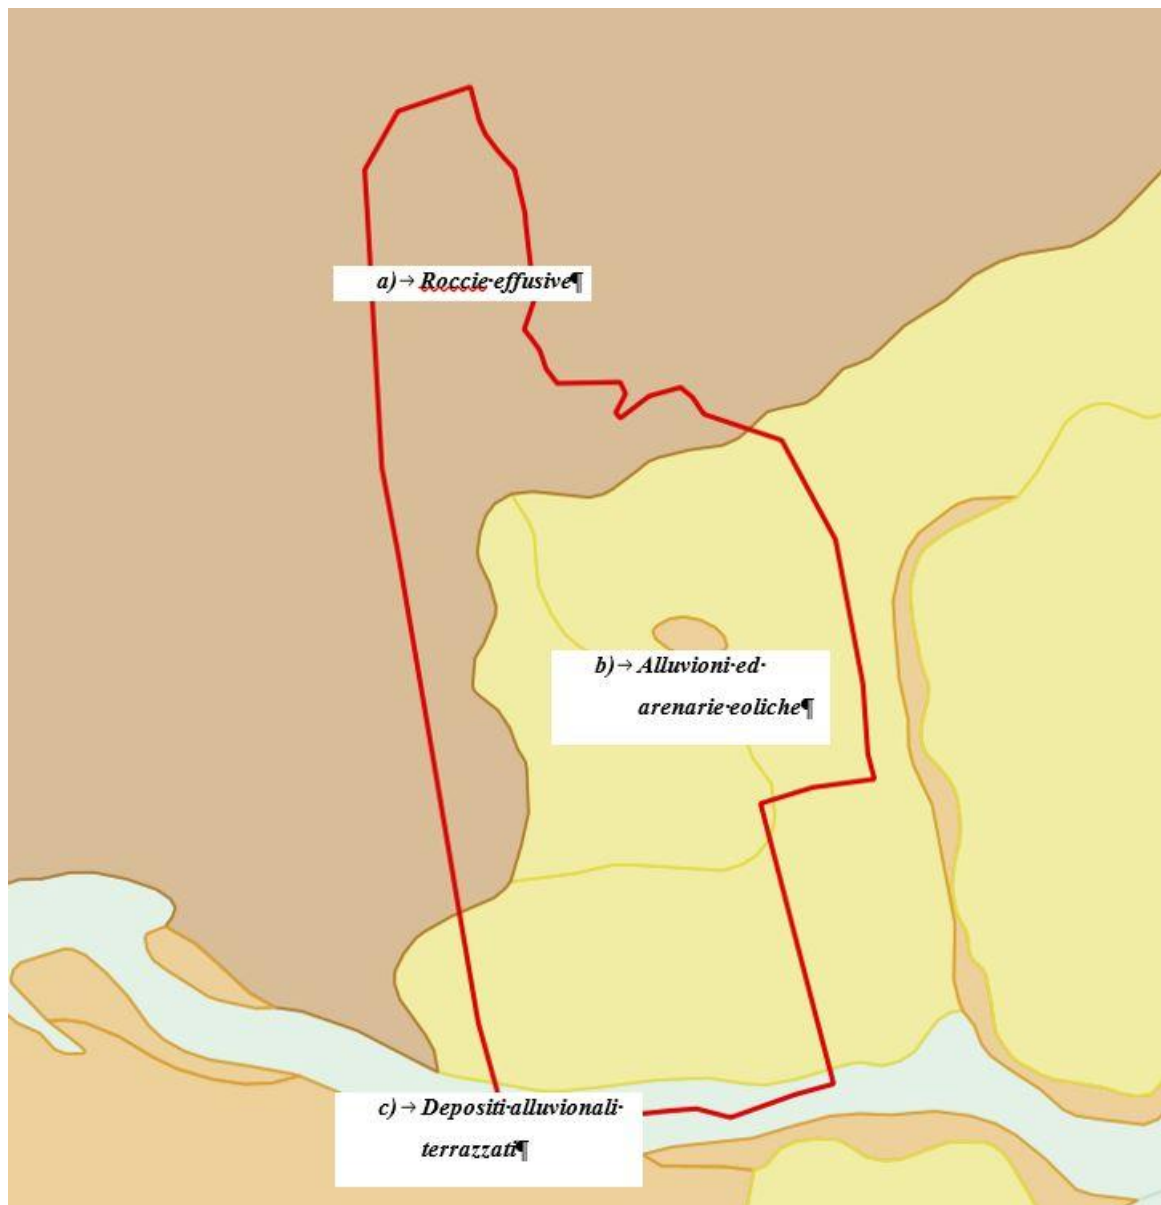 a)→ Roccie·effusive¶
b)→ Alluvioni·ed·
arenarie·eoliche¶
c)→ Depositi·alluvionali·
terrazzati¶